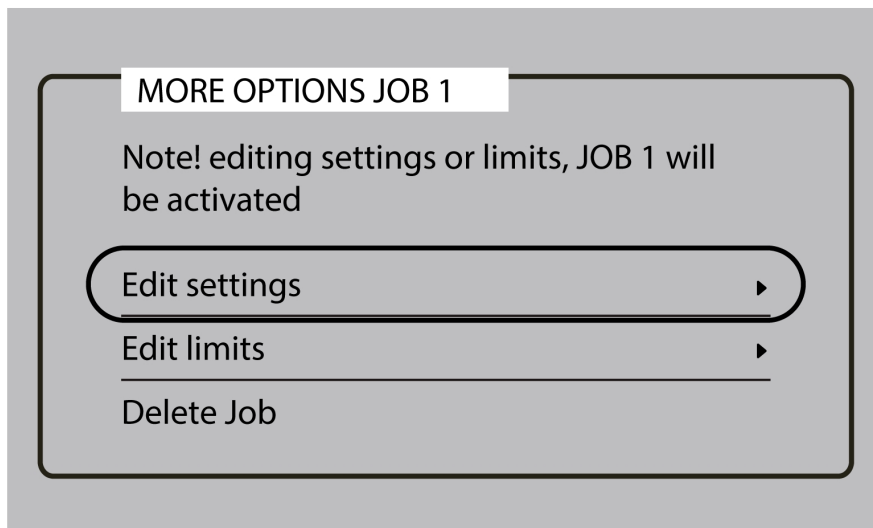 MORE OPTIONS JOB 1
Note! editing settings or limits, JOB 1 will
be activated
Edit settings
Edit limits
Delete Job